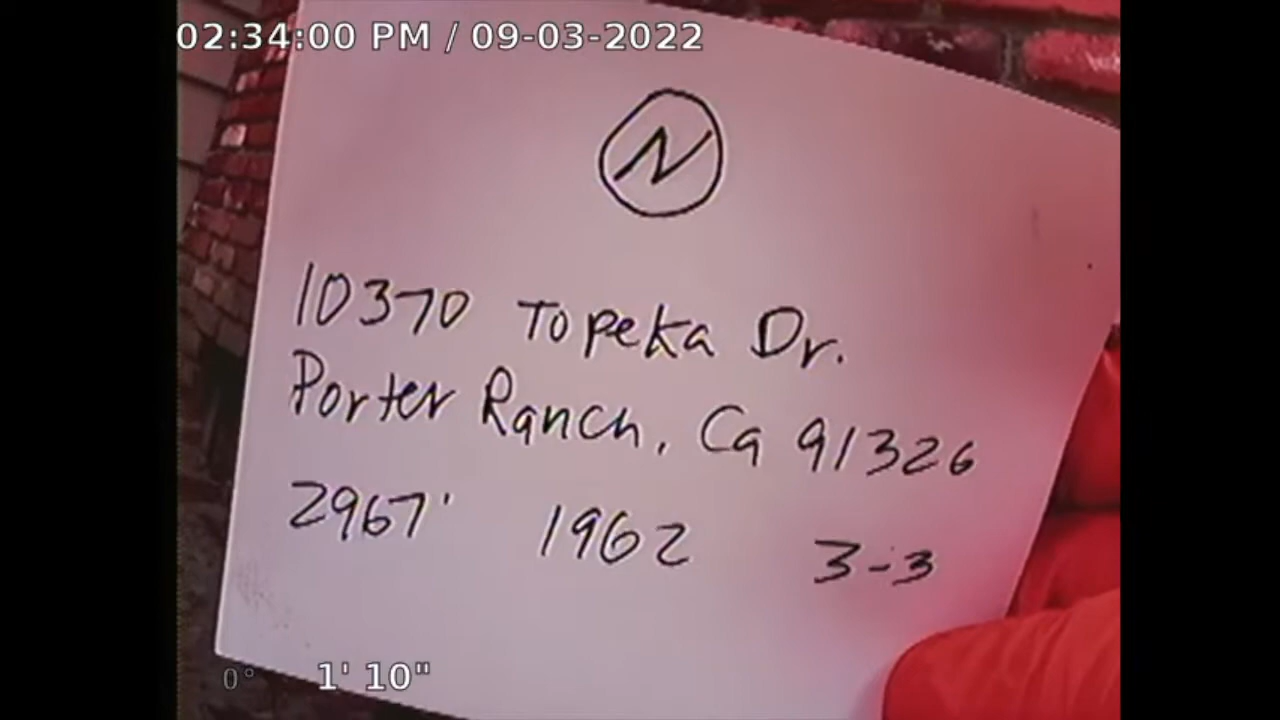 02:34:00 PM / 09-03-2022
N
10370 Topeka Dr.
Porter Ranch, Ca 91326
2967' 1962 3-3
0° 1' 10"